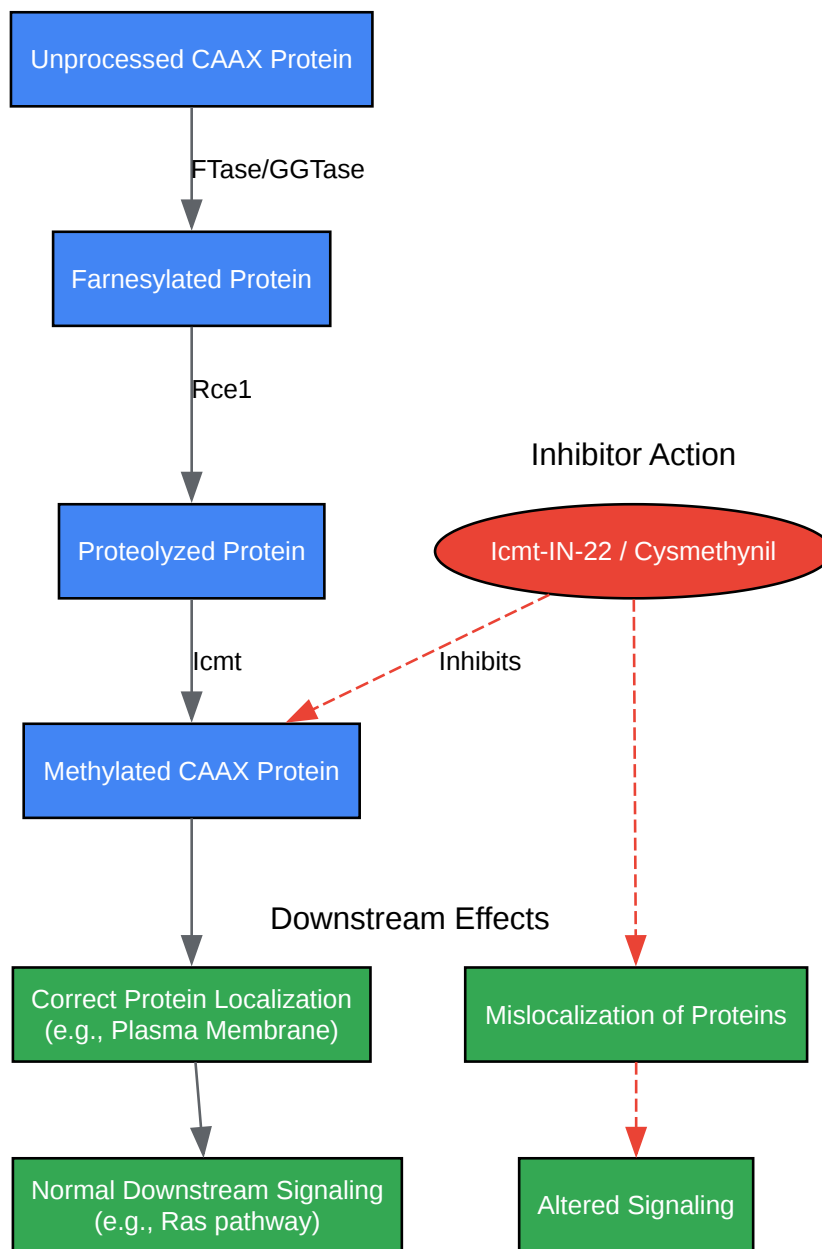 Unprocessed CAAX Protein
FTase/GGTase
Farnesylated Protein
Rce1
Inhibitor Action
Proteolyzed Protein
Icmt-IN-22 / Cysmethynil
Icmt
Inhibits
Methylated CAAX Protein
Downstream Effects
Correct Protein Localization
(e.g., Plasma Membrane)
Mislocalization of Proteins
Normal Downstream Signaling
(e.g., Ras pathway)
Altered Signaling